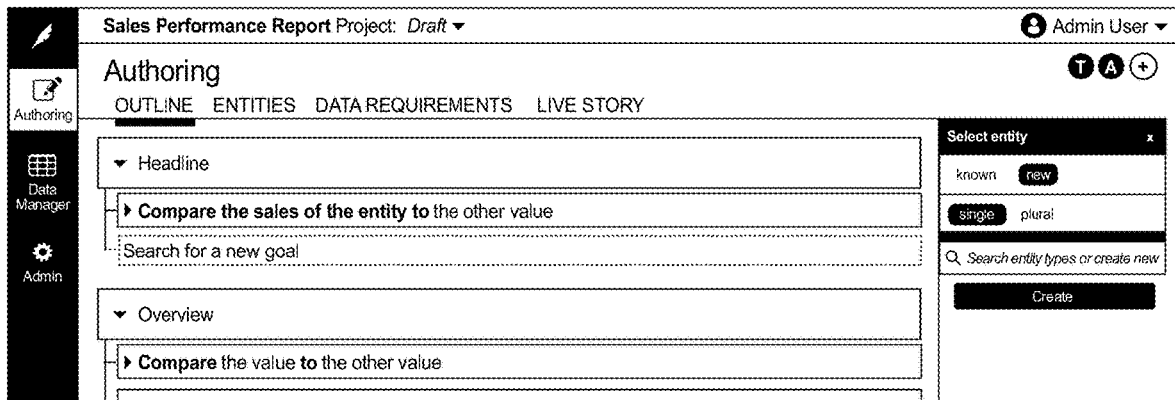 Sales Performance Report Project: Draft
Admin User
Authoring
T A +
Authoring
OUTLINE ENTITIES DATA REQUIREMENTS LIVE STORY
Select entity x
Headline
known new
Data Manager
Compare the sales of the entity to the other value
single plural
Search for a new goal
Search entity types or create new
Admin
Create
Overview
Compare the value to the other value